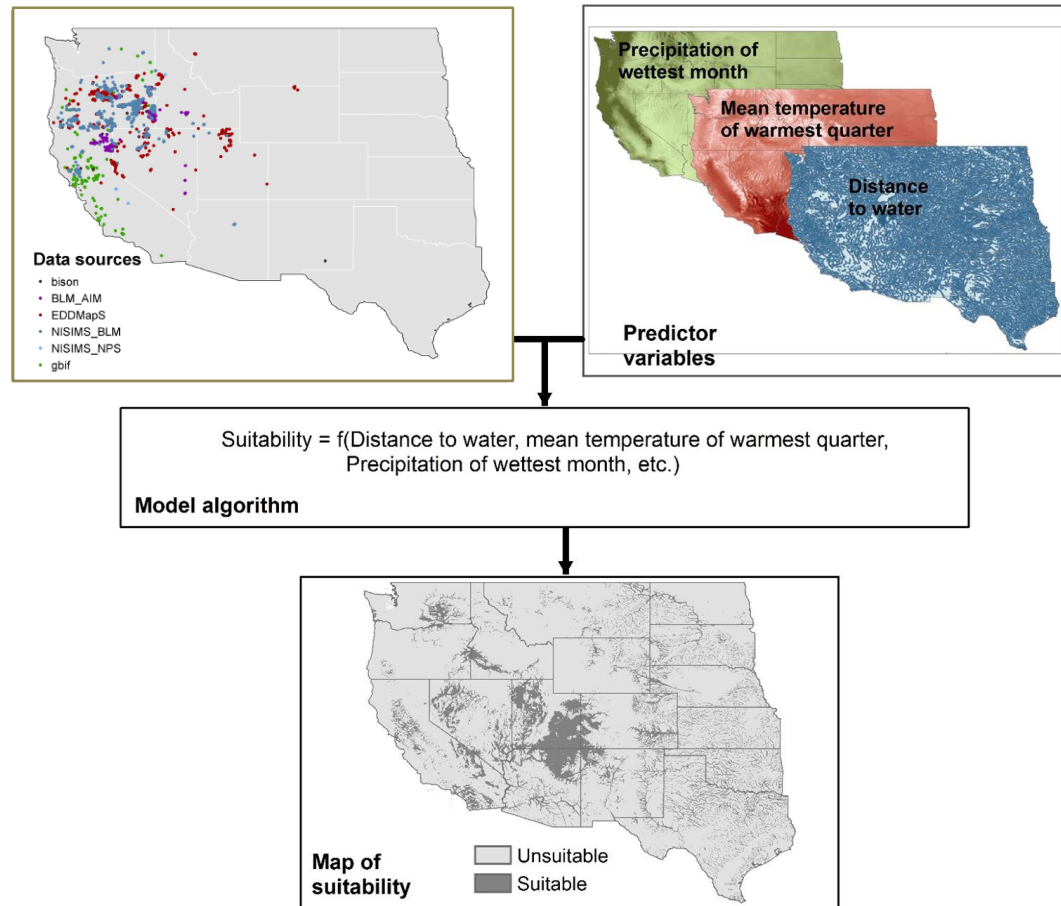 Data sources
bison
BLM_AIM
EDDMapS
NISIMS_BLM
NISIMS_NPS
gbif
Precipitation of
wettest month
Mean temperature
of warmest quarter
Distance
to water
Predictor
variables
Suitability = f(Distance to water, mean temperature of warmest quarter,
Precipitation of wettest month, etc.)
Model algorithm
Map of
suitability
Unsuitable
Suitable